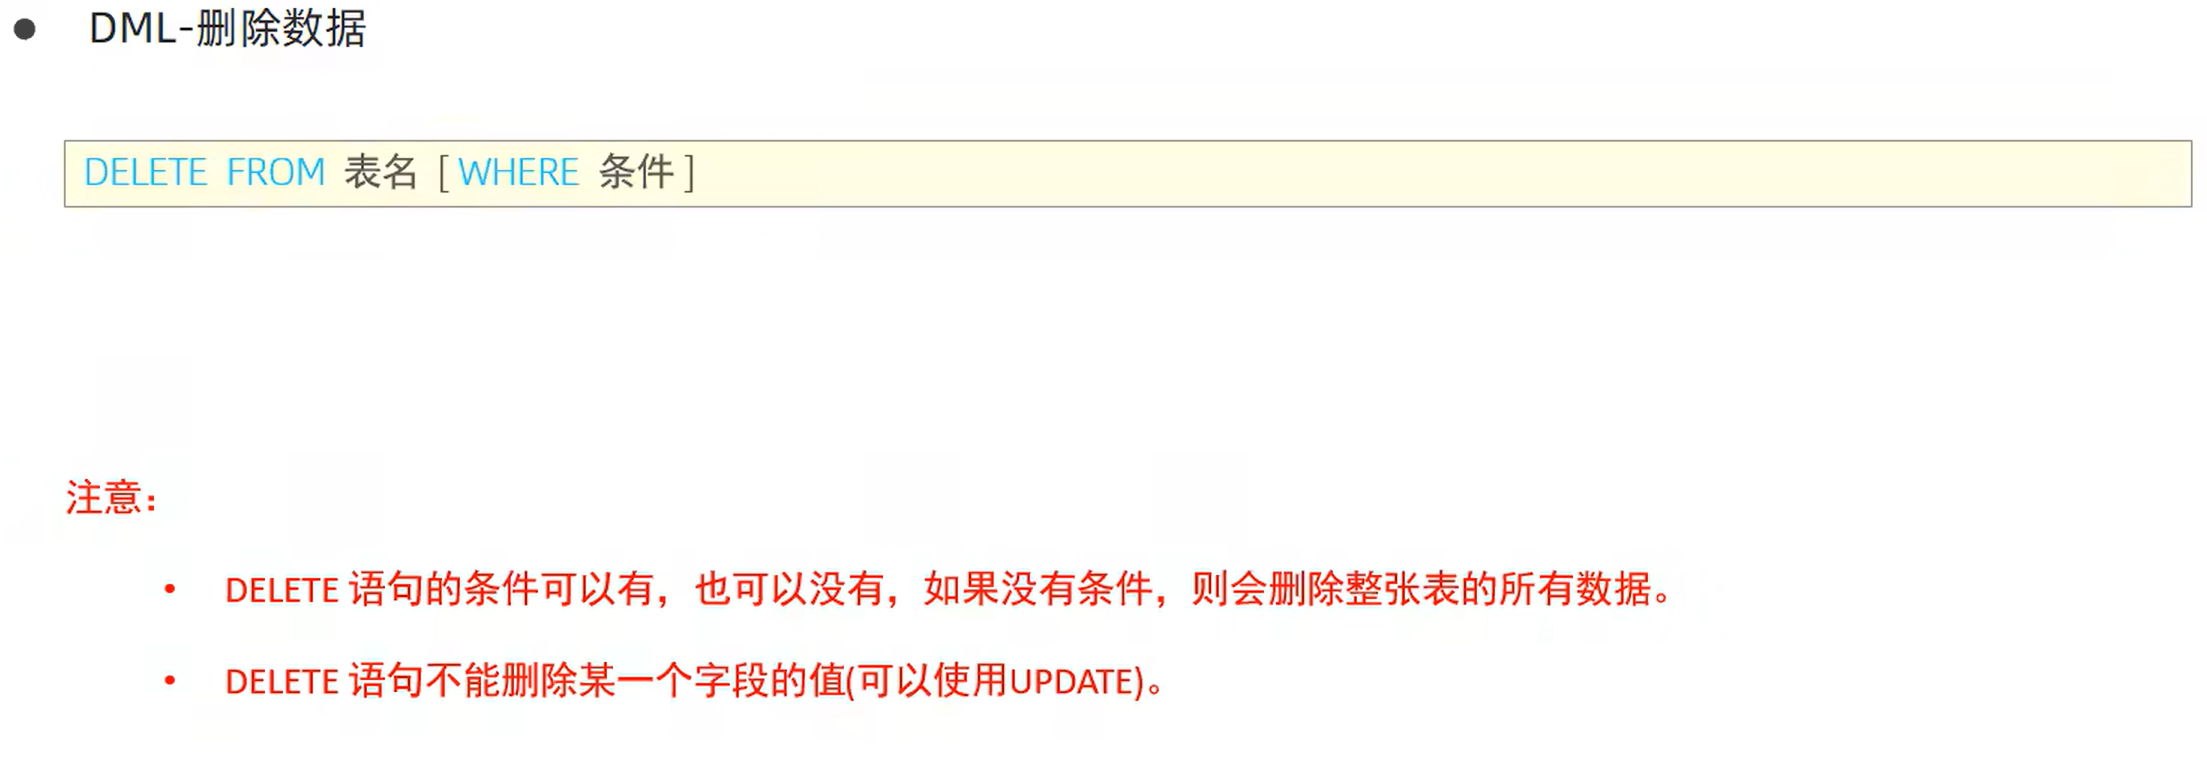 ● DML-删除数据
DELETE FROM 表名 [ WHERE 条件 ]
注意：
• DELETE 语句的条件可以有，也可以没有，如果没有条件，则会删除整张表的所有数据。
• DELETE 语句不能删除某一个字段的值(可以使用UPDATE)。